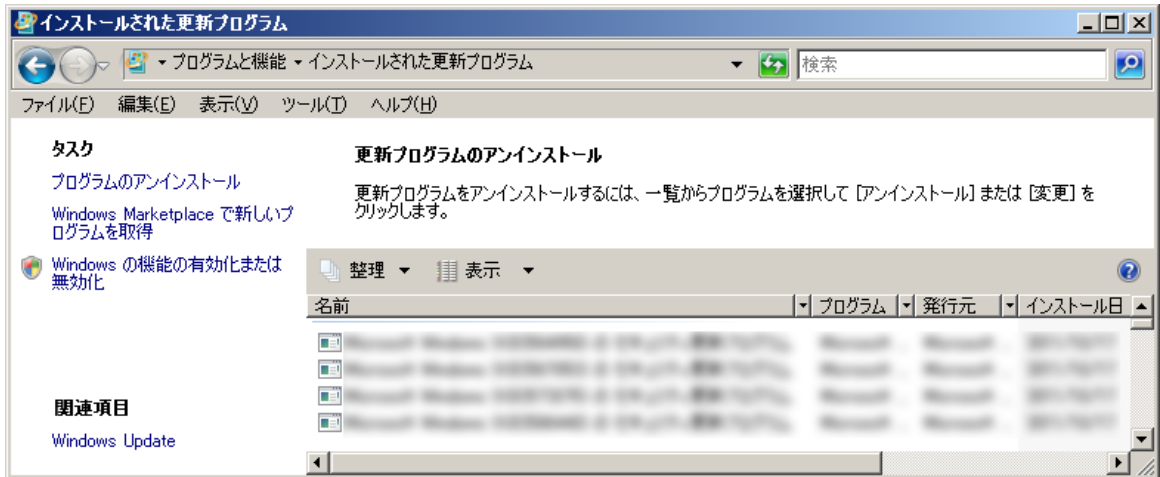 インストールされた更新プログラム
プログラムと機能 インストールされた更新プログラム
検索
ファイル(F) 編集(E) 表示(V) ツール(T) ヘルプ(H)
タスク
プログラムのアンインストール
Windows Marketplace で新しいプ
ログラムを取得
Windows の機能の有効化または
無効化
関連項目
Windows Update
更新プログラムのアンインストール
更新プログラムをアンインストールするには、一覧からプログラムを選択して [アンインストール] または [変更] を
クリックします。
整理 表示
名前 プログラム 発行元 インストール日